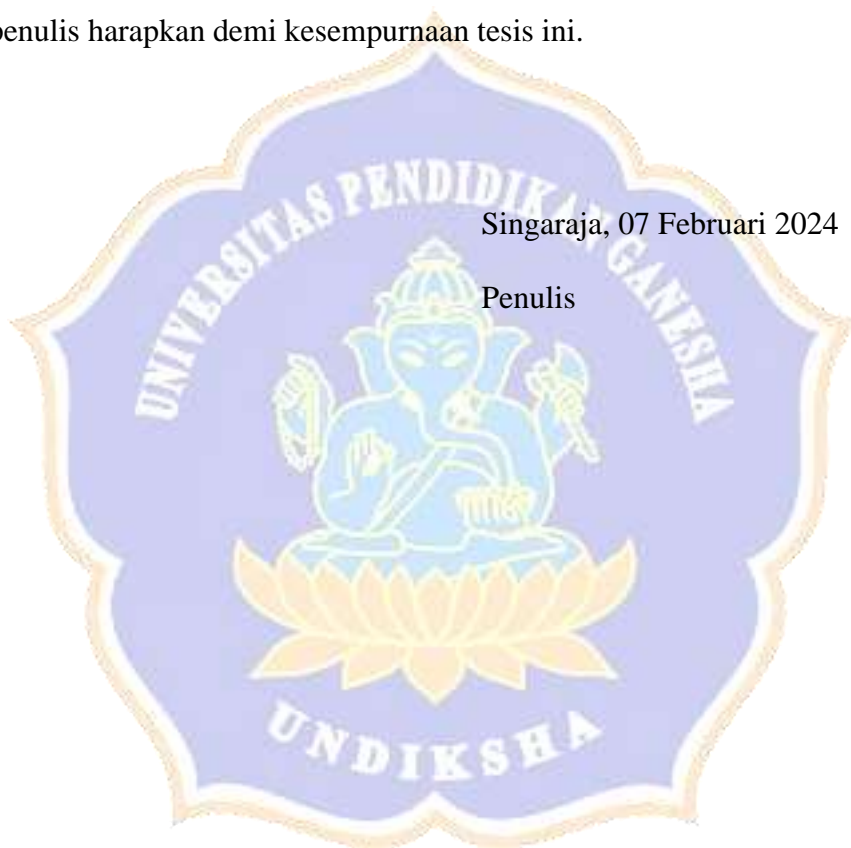 penulis harapkan demi kesempurnaan tesis ini.
UNIVERSITAS PENDIDIKAN GANESHA
Singaraja, 07 Februari 2024
Penulis
UNDIKSHA